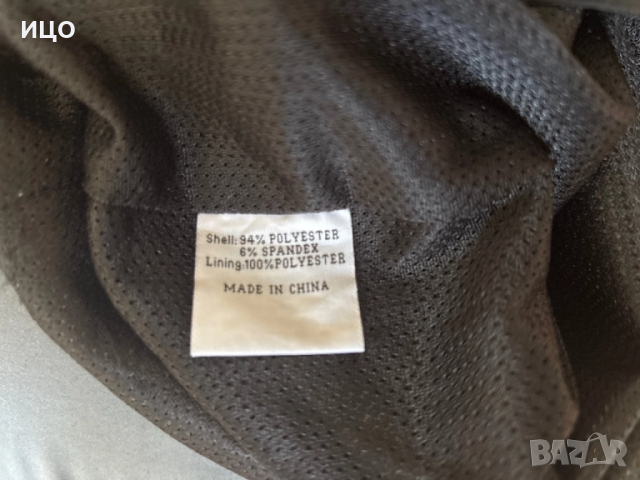 ицо
Shell: 94% POLYESTER
6% SPANDEX
Lining:100%POLYESTER
MADE IN CHINA
BAZAR